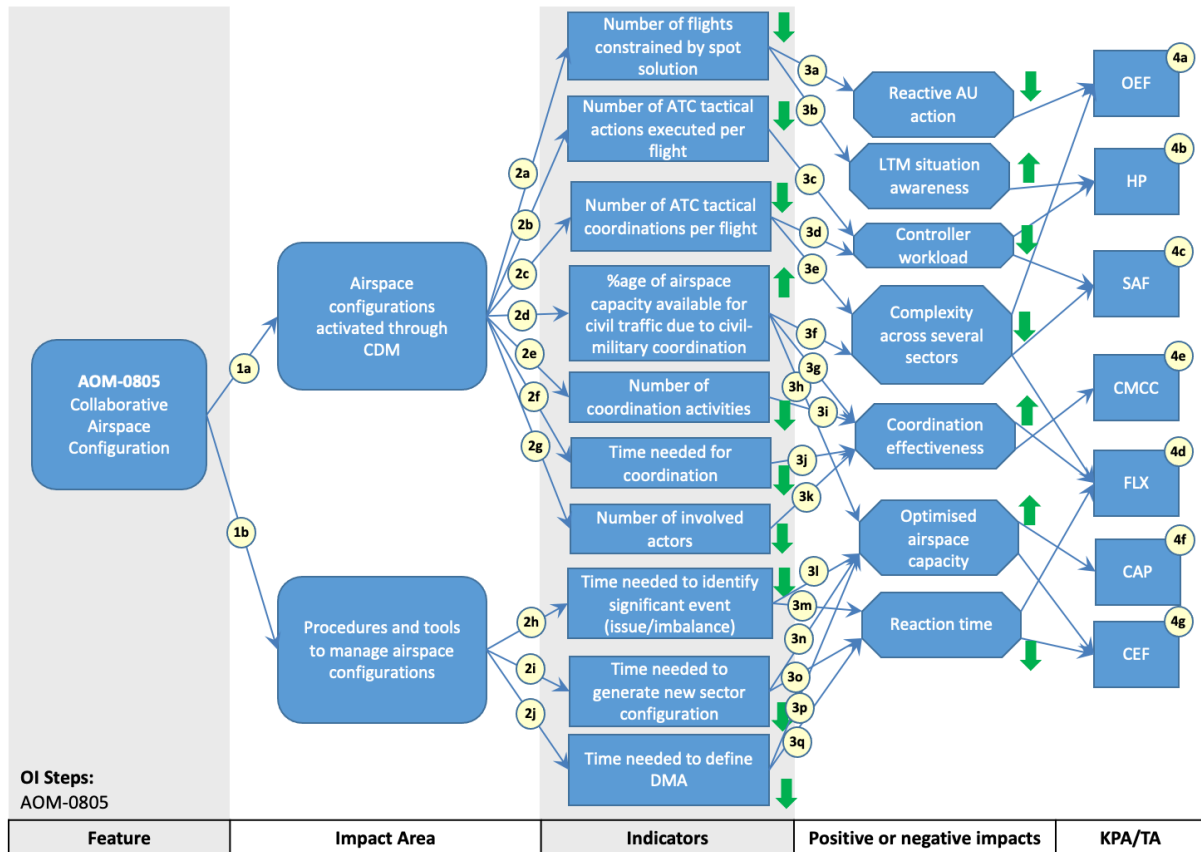 Number of flights
constrained by spot
solution
Number of ATC tactical
actions executed per
flight
Number of ATC tactical
coordinations per flight
%age of airspace
capacity available for
civil traffic due to civil-
military coordination
Number of
coordination activities
Time needed for
coordination
Number of involved
actors
Time needed to identify
significant event
(issue/imbalance)
Time needed to
generate new sector
configuration
Time needed to define
DMA
AOM-0805
Collaborative
Airspace
Configuration
Airspace
configurations
activated through
CDM
Procedures and tools
to manage airspace
configurations
Reactive AU
action
LTM situation
awareness
Controller
workload
Complexity
across several
sectors
Coordination
effectiveness
Optimised
airspace
capacity
Reaction time
OEF
HP
SAF
CMCC
FLX
CAP
CEF
1a
1b
2a
2b
2c
2d
2e
2f
2g
2h
2i
2j
3a
3b
3c
3d
3e
3f
3g
3h
3i
3j
3k
3l
3m
3n
3o
3p
3q
4a
4b
4c
4e
4d
4f
4g
OI Steps:
AOM-0805
Feature
Impact Area
Indicators
Positive or negative impacts
KPA/TA